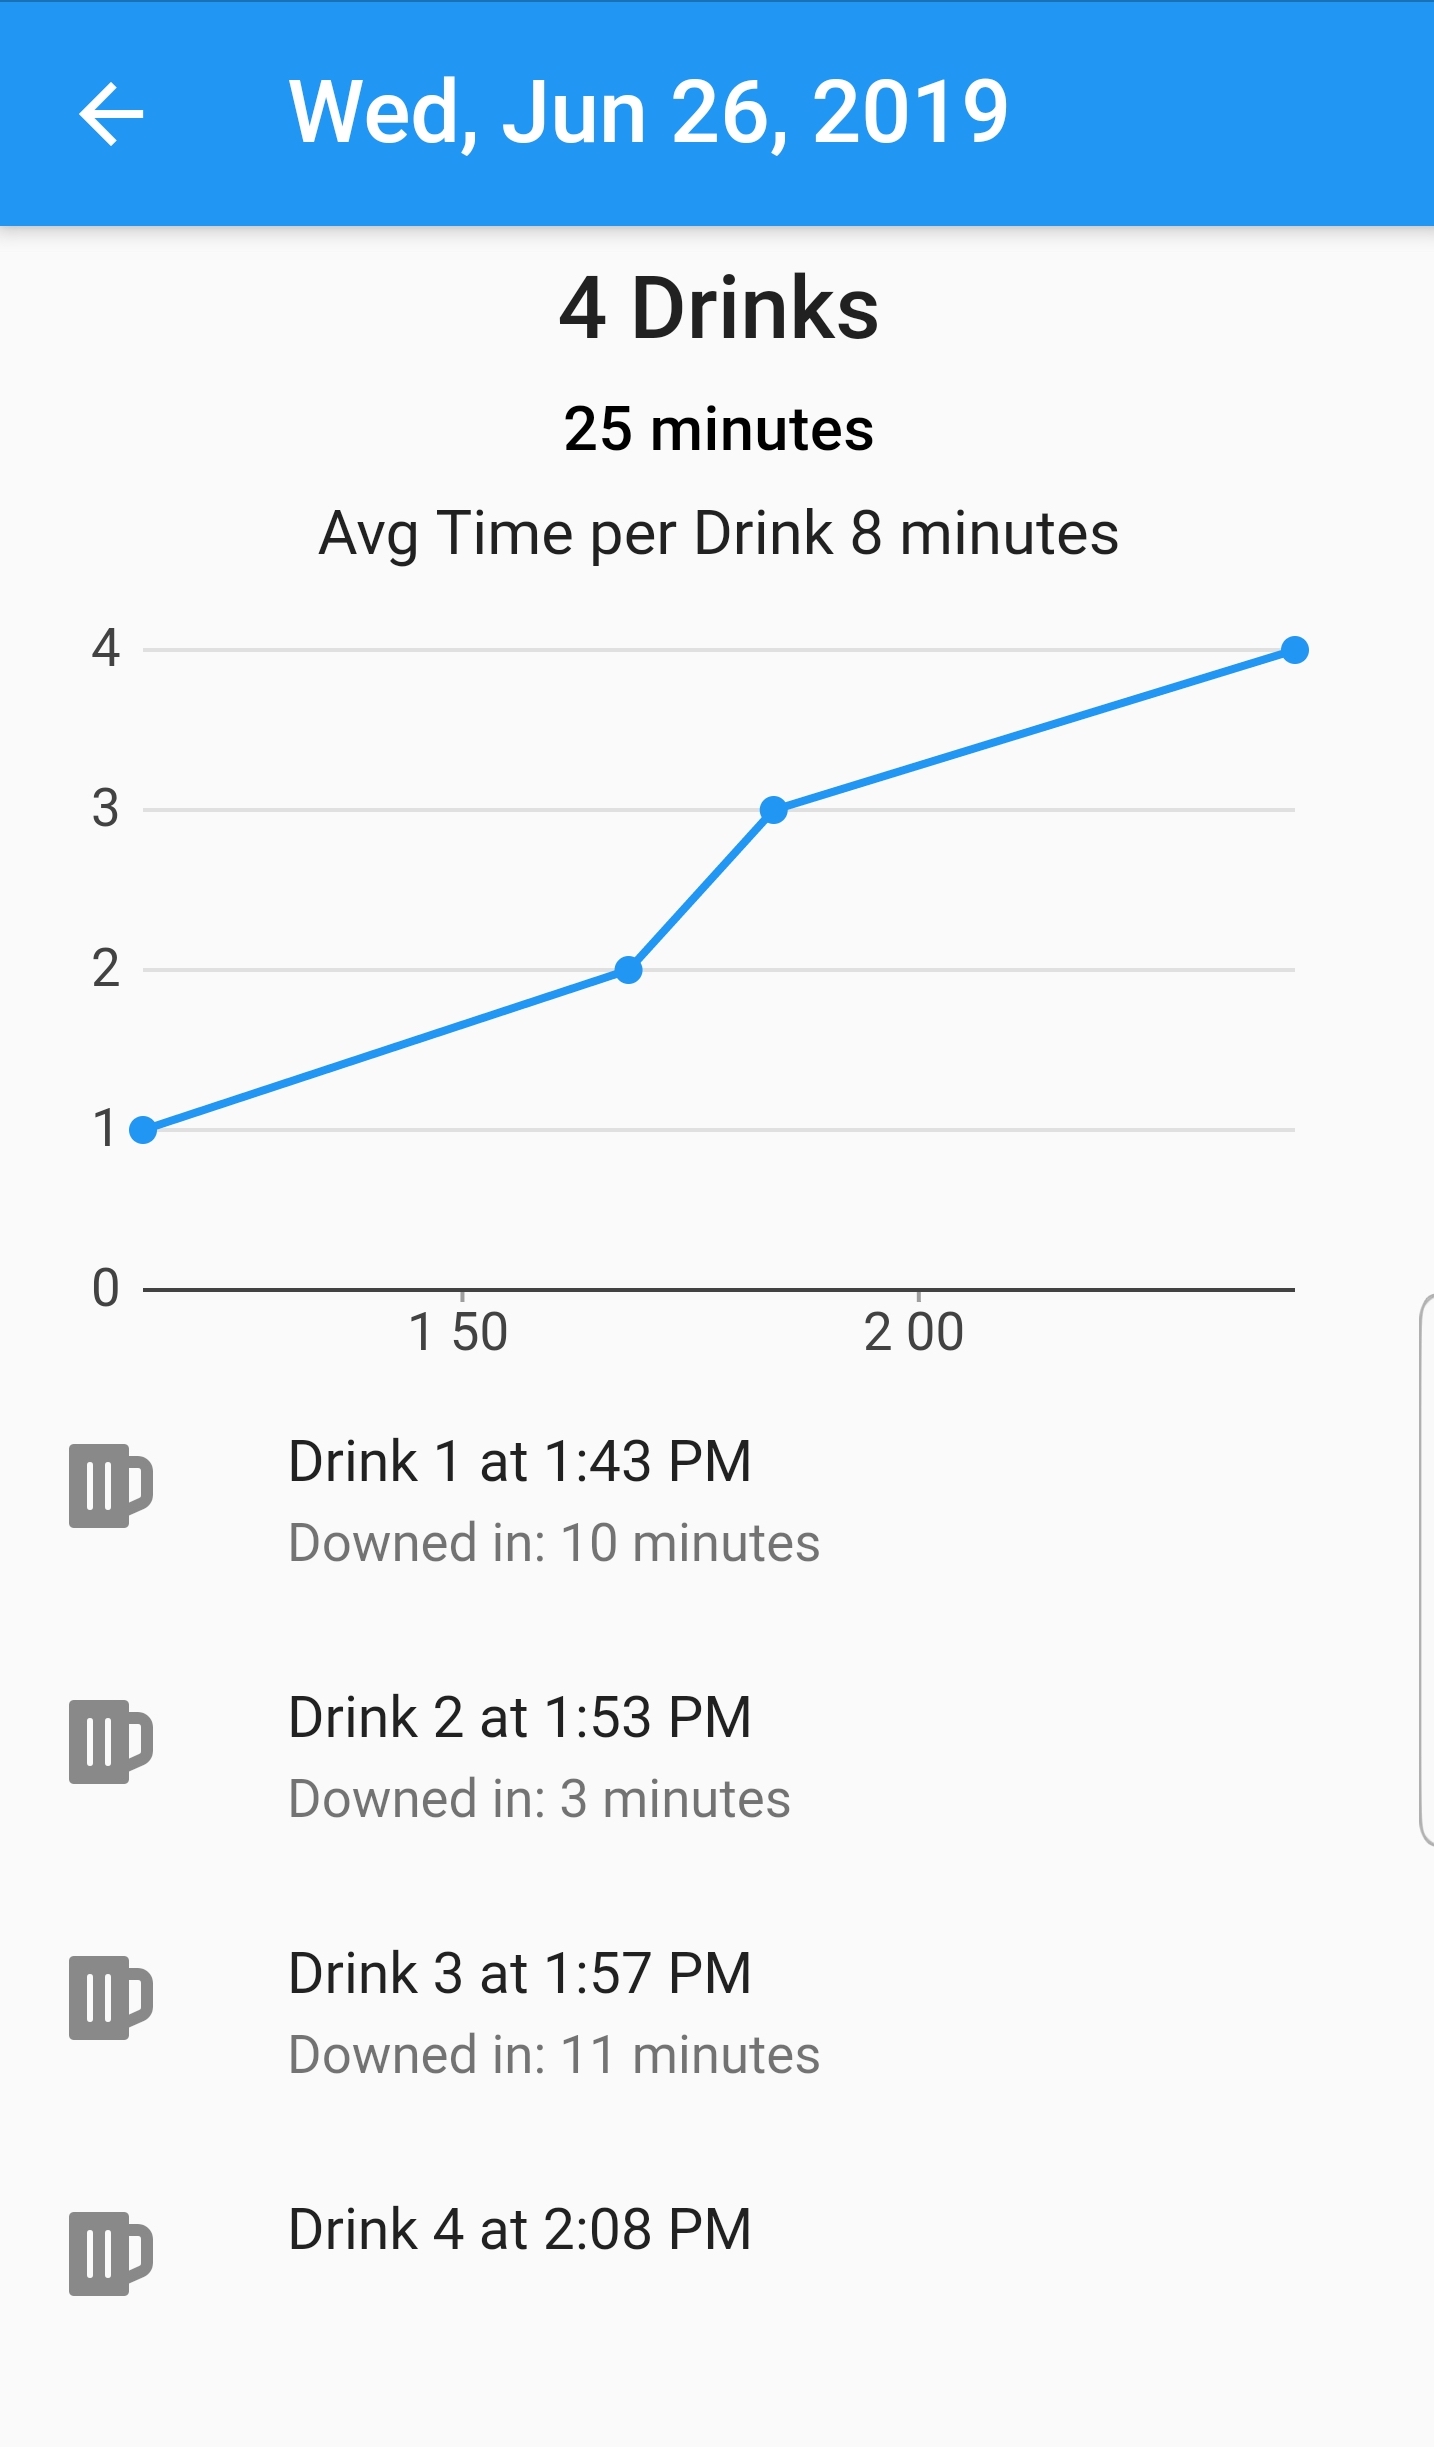 Wed, Jun 26, 2019
4 Drinks
25 minutes
Avg Time per Drink 8 minutes
4
3
2
1
0
1 50 2 00
Drink 1 at 1:43 PM
Downed in: 10 minutes
Drink 2 at 1:53 PM
Downed in: 3 minutes
Drink 3 at 1:57 PM
Downed in: 11 minutes
Drink 4 at 2:08 PM